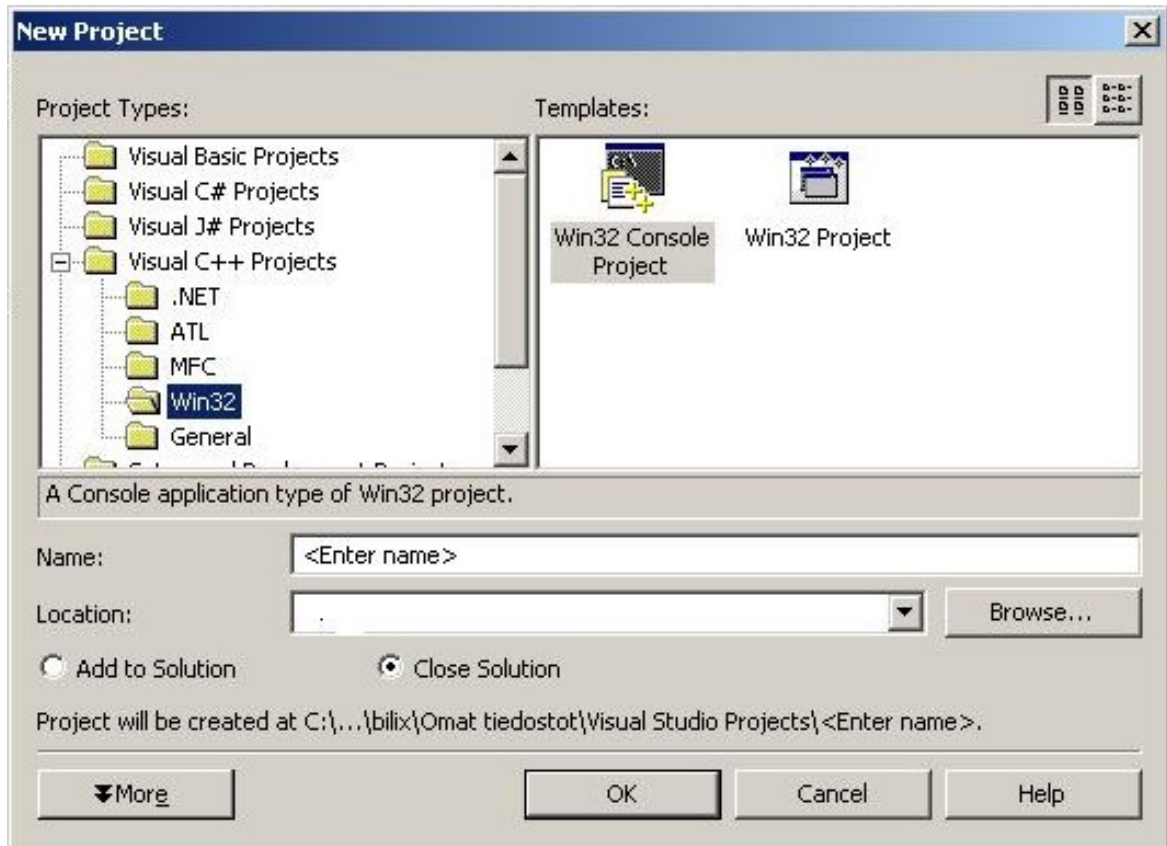 New Project
Project Types:
Templates:
Visual Basic Projects
Visual C# Projects
Visual J# Projects
Visual C++ Projects
.NET
ATL
MFC
Win32
General
Win32 Console
Project
Win32 Project
A Console application type of Win32 project.
Name:
<Enter name>
Location:
Browse...
Add to Solution
Close Solution
Project will be created at C:\...\bilix\Omat tiedostot\Visual Studio Projects\<Enter name>.
More
OK
Cancel
Help